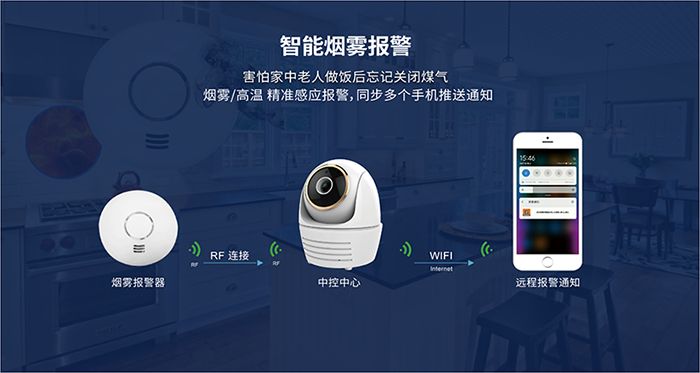 智能烟雾报警
害怕家中老人做饭后忘记关闭煤气
烟雾/高温 精准感应报警，同步多个手机推送通知
15:46
RF
RF 连接
RF
WIFI
Internet
烟雾报警器
中控中心
远程报警通知